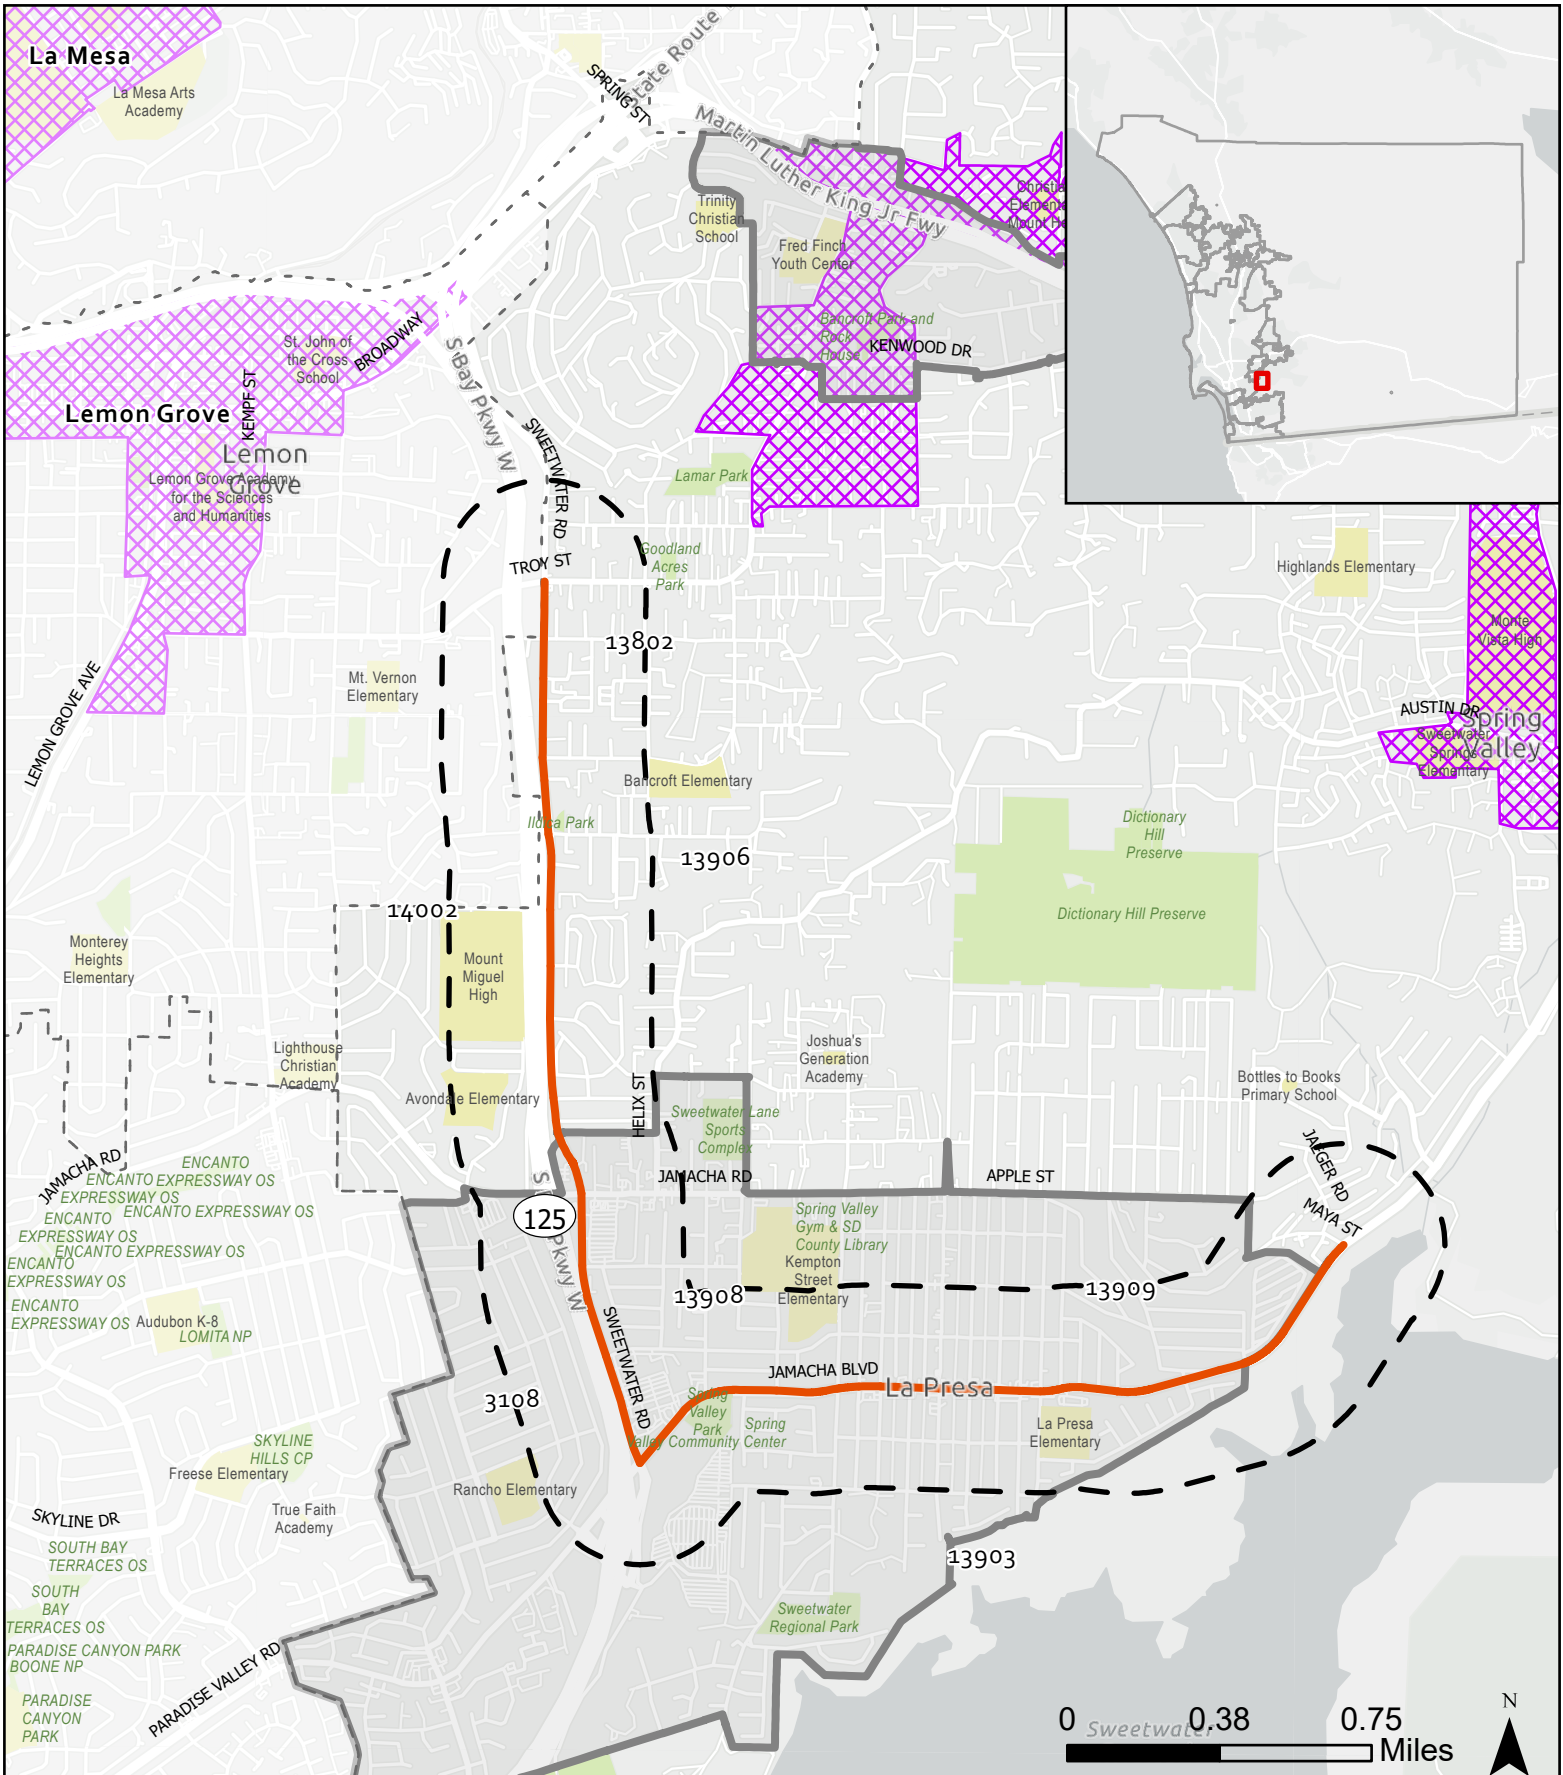 La Mesa
La Mesa Arts
Academy
SPRING ST
State Route
Martin Luther King Jr Fwy
Trinity
Christian
School
Fred Finch
Youth Center
Elementa
Bancroft Park and
Rock
House
KENWOOD DR
St. John of
the Cross
School
BROADWAY
KEMPF ST
Lemon Grove
Lemon
Grove
Lemon Grove Academy
for the Sciences
and Humanities
S Bay Pkwy W
SWEETWATER RD
Lamar Park
TROY ST
Goodland
Acres
Park
Highlands Elementary
13802
Monte
Vista High
Mt. Vernon
Elementary
LEMON GROVE AVE
AUSTIN DR
Spring
Valley
Sweetwater
Springs
Elementary
Bancroft Elementary
Ildica Park
Dictionary
Hill
Preserve
13906
14002
Dictionary Hill Preserve
Monterey
Heights
Elementary
Mount
Miguel
High
Lighthouse
Christian
Academy
Joshua's
Generation
Academy
Avondale Elementary
HELIX ST
Bottles to Books
Primary School
Sweetwater Lane
Sports
Complex
JAMACHA RD
JAMACHA RD
APPLE ST
JAEGER RD
MAYA ST
ENCANTO
ENCANTO EXPRESSWAY OS
EXPRESSWAY OS
ENCANTO EXPRESSWAY OS
ENCANTO
EXPRESSWAY OS
ENCANTO EXPRESSWAY OS
ENCANTO
EXPRESSWAY OS
ENCANTO
EXPRESSWAY OS
125
Pkwy W
Spring Valley
Gym & SD
County Library
Kempton
Street
Elementary
13908
13909
Audubon K-8
LOMITA NP
SWEETWATER RD
JAMACHA BLVD
La Presa
3108
Spring
Valley
Park
Spring
Valley Community Center
La Presa
Elementary
SKYLINE
HILLS CP
Freese Elementary
Rancho Elementary
True Faith
Academy
SKYLINE DR
SOUTH BAY
TERRACES OS
13903
SOUTH
BAY
TERRACES OS
Sweetwater
Regional Park
PARADISE CANYON PARK
BOONE NP
PARADISE VALLEY RD
PARADISE
CANYON
PARK
Sweetwater
0 0.38 0.75
Miles
N